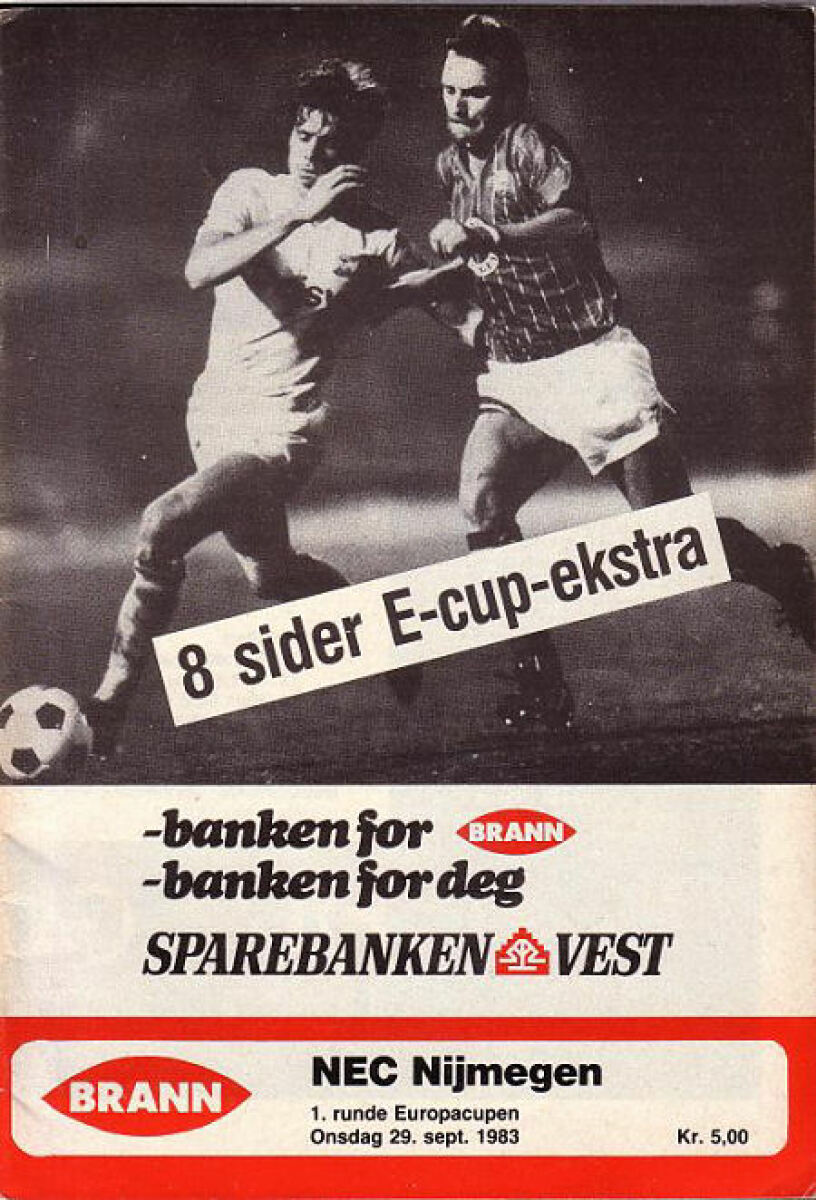 8 sider E-cup-ekstra
-banken for BRANN
-banken for deg
SPAREBANKEN VEST
BRANN
NEC Nijmegen
1. runde Europacupen
Onsdag 29. sept. 1983
Kr. 5,00